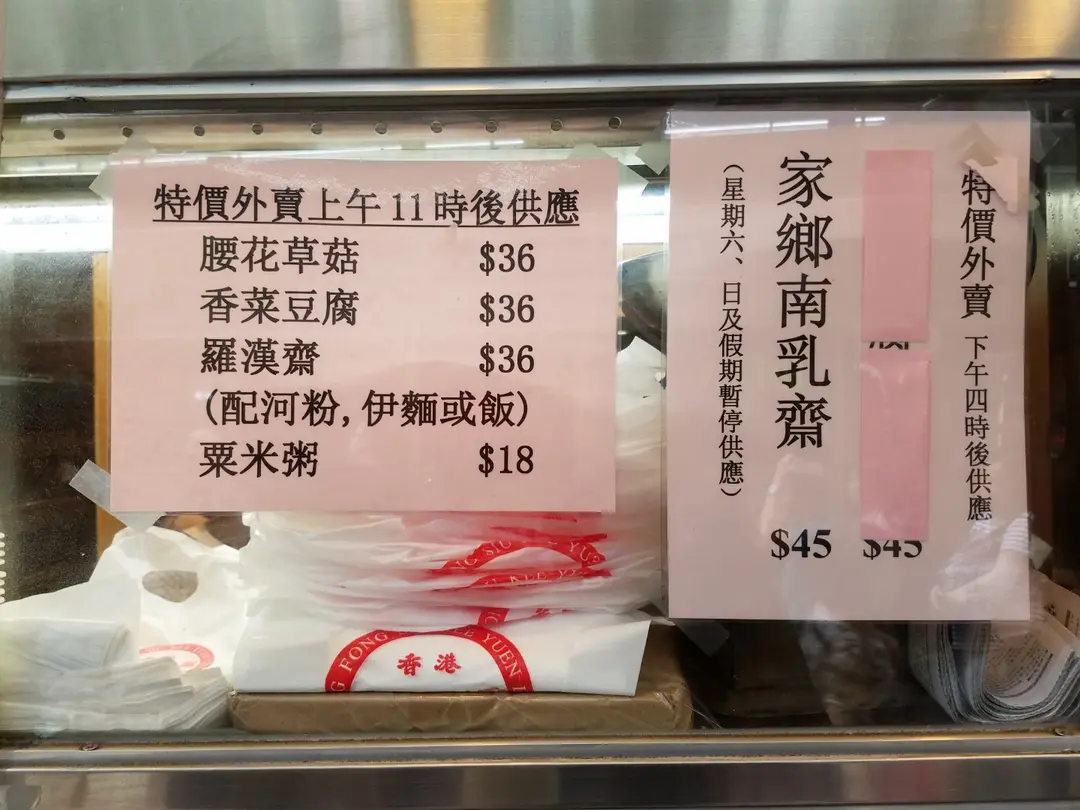 特價外賣上午11時後供應
腰花草菇 $36
香菜豆腐 $36
羅漢齋 $36
(配河粉,伊麵或飯)
粟米粥 $18
特價外賣 下午四時後供應
$45
家鄉南乳齋 $45
(星期六、日及假期暫停供應)
G FONG
YUEN
香港